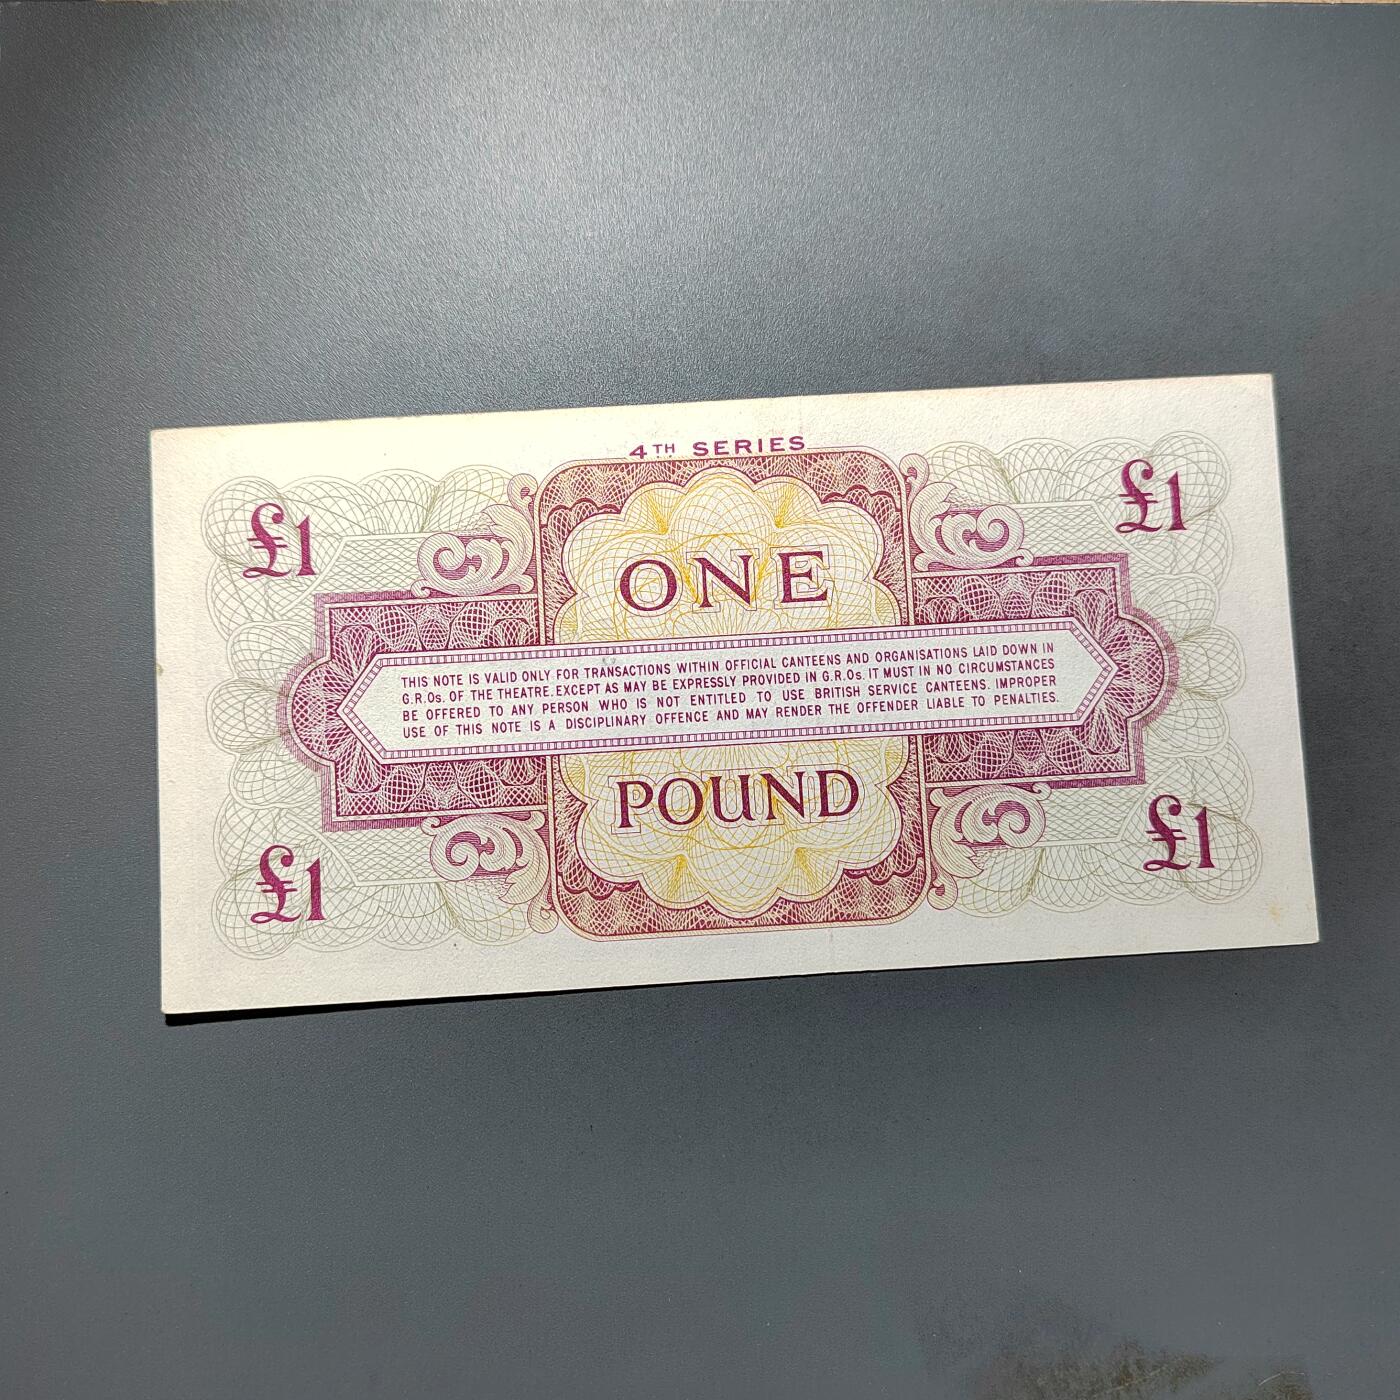 4TH SERIES
£1
£1
ONE
THIS NOTE IS VALID ONLY FOR TRANSACTIONS WITHIN OFFICIAL CANTEENS AND ORGANISATIONS LAID DOWN IN
G.R.Os. OF THE THEATRE. EXCEPT AS MAY BE EXPRESSLY PROVIDED IN G.R.Os. IT MUST IN NO CIRCUMSTANCES
BE OFFERED TO ANY PERSON WHO IS NOT ENTITLED TO USE BRITISH SERVICE CANTEENS. IMPROPER
USE OF THIS NOTE IS A DISCIPLINARY OFFENCE AND MAY RENDER THE OFFENDER LIABLE TO PENALTIES.
POUND
£1
£1